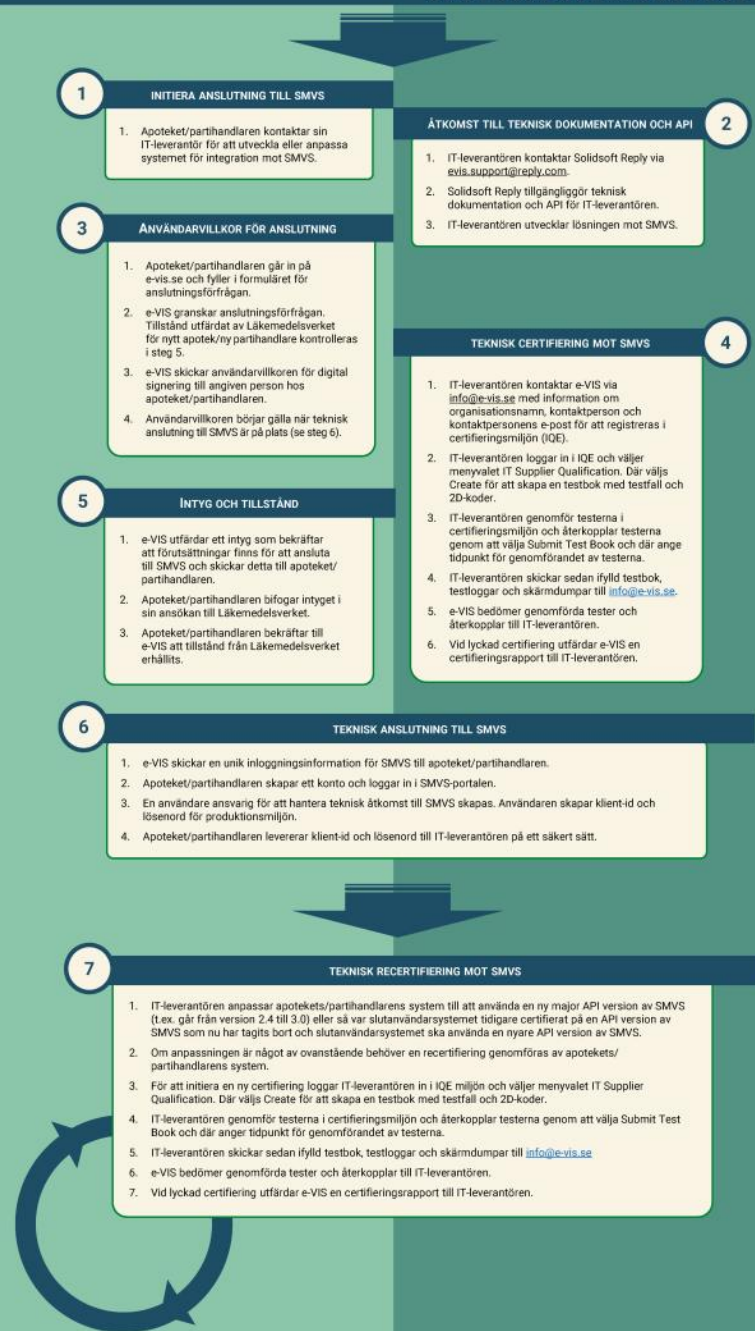 1
INITIERA ANSLUTNING TILL SMVS
1. Apoteket/partihandlaren kontaktar sin
IT-leverantör för att utveckla eller anpassa
systemet för integration mot SMVS.
2
ÅTKOMST TILL TEKNISK DOKUMENTATION OCH API
1. IT-leverantören kontaktar Solidsoft Reply via
evis.support@reply.com.
2. Solidsoft Reply tillgängliggör teknisk
dokumentation och API för IT-leverantören.
3. IT-leverantören utvecklar lösningen mot SMVS.
3
ANVÄNDARVILLKOR FÖR ANSLUTNING
1. Apoteket/partihandlaren går in på
e-vis.se och fyller i formuläret för
anslutningsförfrågan.
2. e-VIS granskar anslutningsförfrågan.
Tillstånd utfärdat av Läkemedelsverket
för nytt apotek/ny partihandlare kontrolleras
i steg 5.
3. e-VIS skickar användarvillkoren för digital
signering till angiven person hos
apoteket/partihandlaren.
4. Användarvillkoren börjar gälla när teknisk
anslutning till SMVS är på plats (se steg 6).
4
TEKNISK CERTIFIERING MOT SMVS
1. IT-leverantören kontaktar e-VIS via
info@e-vis.se med information om
organisationsnamn, kontaktperson och
kontaktpersonens e-post för att registreras i
certifieringsmiljön (IQE).
2. IT-leverantören loggar in i IQE och väljer
menyvalet IT Supplier Qualification. Där väljs
Create för att skapa en testbok med testfall och
2D-koder.
3. IT-leverantören genomför testerna i
certifieringsmiljön och återkopplar testerna
genom att välja Submit Test Book och där ange
tidpunkt för genomförandet av testerna.
4. IT-leverantören skickar sedan ifylld testbok,
testloggar och skärmdumpar till info@e-vis.se.
5. e-VIS bedömer genomförda tester och
återkopplar till IT-leverantören.
6. Vid lyckad certifiering utfärdar e-VIS en
certifieringsrapport till IT-leverantören.
5
INTYG OCH TILLSTÅND
1. e-VIS utfärdar ett intyg som bekräftar
att förutsättningar finns för att ansluta
till SMVS och skickar detta till apoteket/
partihandlaren.
2. Apoteket/partihandlaren bifogar intyget i
sin ansökan till Läkemedelsverket.
3. Apoteket/partihandlaren bekräftar till
e-VIS att tillstånd från Läkemedelsverket
erhållits.
6
TEKNISK ANSLUTNING TILL SMVS
1. e-VIS skickar en unik inloggningsinformation för SMVS till apoteket/partihandlaren.
2. Apoteket/partihandlaren skapar ett konto och loggar in i SMVS-portalen.
3. En användare ansvarig för att hantera teknisk åtkomst till SMVS skapas. Användaren skapar klient-id och
lösenord för produktionsmiljön.
4. Apoteket/partihandlaren levererar klient-id och lösenord till IT-leverantören på ett säkert sätt.
7
TEKNISK RECERTIFIERING MOT SMVS
1. IT-leverantören anpassar apotekets/partihandlarens system till att använda en ny major API version av SMVS
(t.ex. går från version 2.4 till 3.0) eller så var slutanvändarsystemet tidigare certifierat på en API version av
SMVS som nu har tagits bort och slutanvändarsystemet ska använda en nyare API version av SMVS.
2. Om anpassningen är något av ovanstående behöver en recertifiering genomföras av apotekets/
partihandlarens system.
3. För att initiera en ny certifiering loggar IT-leverantören in i IQE miljön och väljer menyvalet IT Supplier
Qualification. Där väljs Create för att skapa en testbok med testfall och 2D-koder.
4. IT-leverantören genomför testerna i certifieringsmiljön och återkopplar testerna genom att välja Submit Test
Book och där anger tidpunkt för genomförandet av testerna.
5. IT-leverantören skickar sedan ifylld testbok, testloggar och skärmdumpar till info@e-vis.se
6. e-VIS bedömer genomförda tester och återkopplar till IT-leverantören.
7. Vid lyckad certifiering utfärdar e-VIS en certifieringsrapport till IT-leverantören.